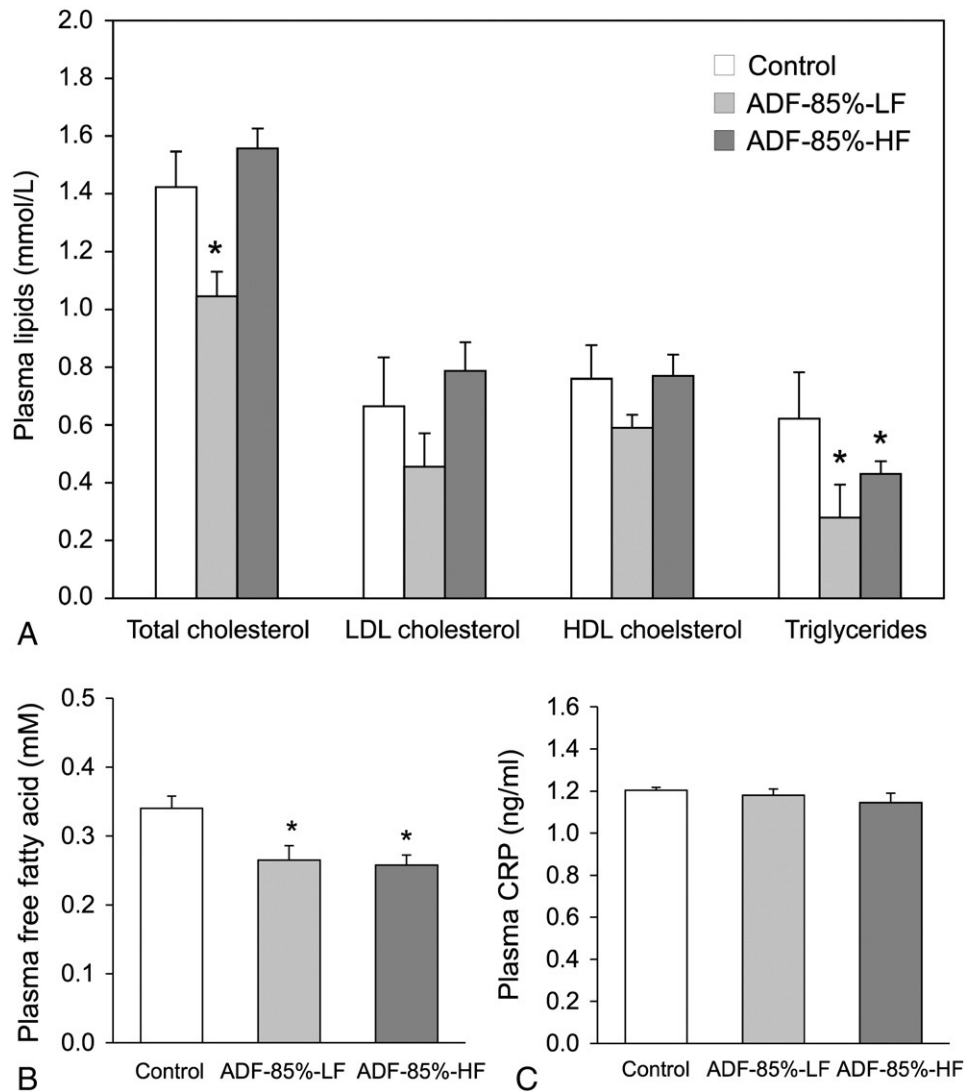 2.0
1.8
1.6
1.4
1.2
1.0
0.8
0.6
0.4
0.2
0.0
Plasma lipids (mmol/L)
Control
ADF-85%-LF
ADF-85%-HF
*
*
*
A
Total cholesterol LDL cholesterol HDL choelsterol Triglycerides
0.5
0.4
0.3
0.2
0.1
0.0
Plasma free fatty acid (mM)
*
*
B
Control ADF-85%-LF ADF-85%-HF
1.6
1.4
1.2
1.0
0.8
0.6
0.4
0.2
0.0
Plasma CRP (ng/ml)
C
Control ADF-85%-LF ADF-85%-HF